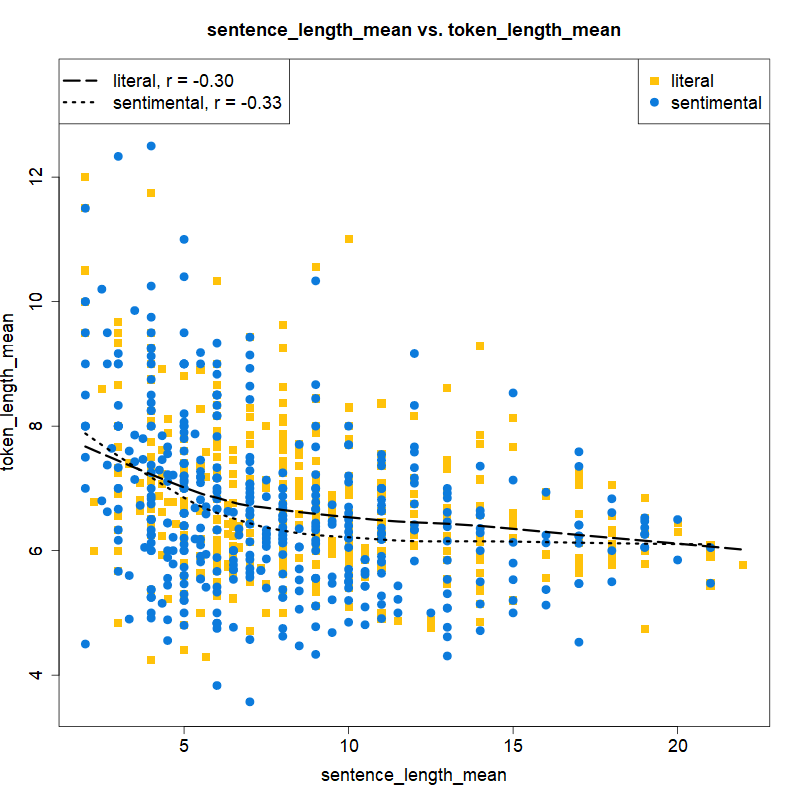 sentence_length_mean vs. token_length_mean
literal, r = -0.30
sentimental, r = -0.33
literal
sentimental
token_length_mean
12
10
8
6
4
5
10
15
20
sentence_length_mean